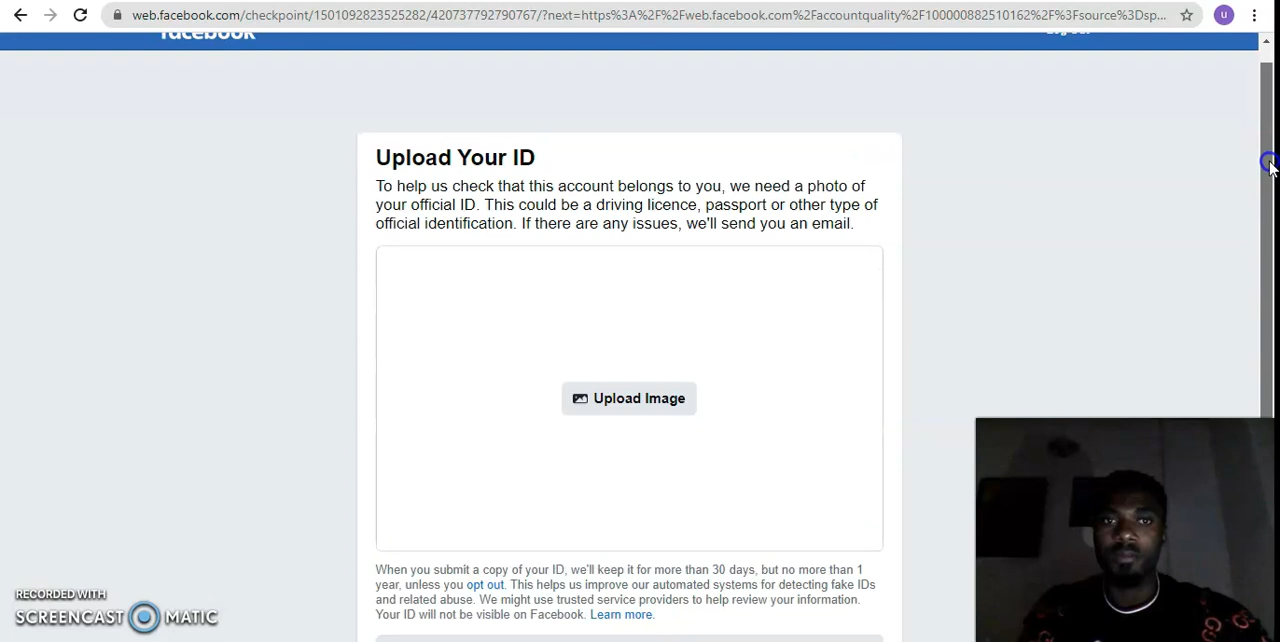 web.facebook.com/checkpoint/1501092823525282/420737792790767/?next=https%3A%2F%2Fweb.facebook.com%2Faccountquality%2F100000882510162%2F%3Fsource%3Dsp...
U
facebook
Upload Your ID
To help us check that this account belongs to you, we need a photo of
your official ID. This could be a driving licence, passport or other type of
official identification. If there are any issues, we'll send you an email.
Upload Image
When you submit a copy of your ID, we'll keep it for more than 30 days, but no more than 1
year, unless you opt out. This helps us improve our automated systems for detecting fake IDs
and related abuse. We might use trusted service providers to help review your information.
Your ID will not be visible on Facebook. Learn more.
RECORDED WITH
SCREENCAST MATIC